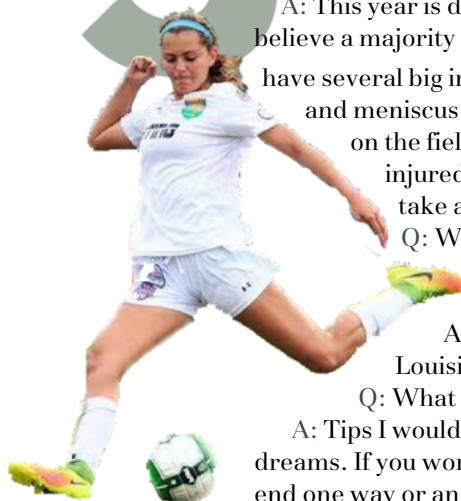 A: This year is d
believe a majority
have several big in
and meniscus
on the fiel
injured
take a
Q: W
A
Louisi
Q: What
A: Tips I would
dreams. If you wor
end one way or an